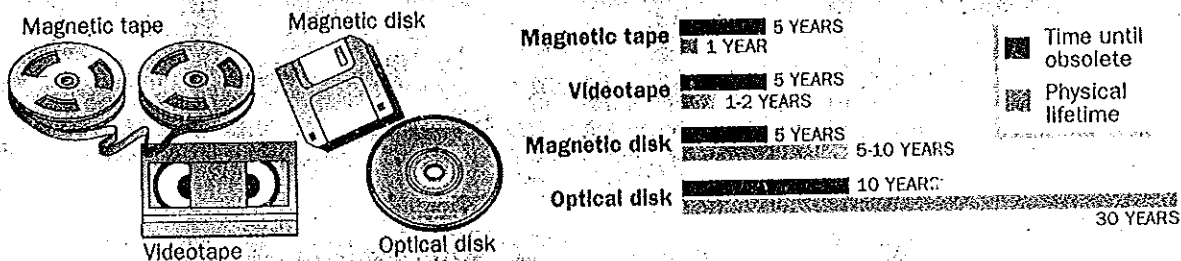 Magnetic tape
Magnetic disk
Videotape
Optical disk
Magnetic tape
5 YEARS
1 YEAR
Videotape
5 YEARS
1-2 YEARS
Magnetic disk
5 YEARS
5-10 YEARS
Optical disk
10 YEARS
30 YEARS
Time until
obsolete
Physical
lifetime